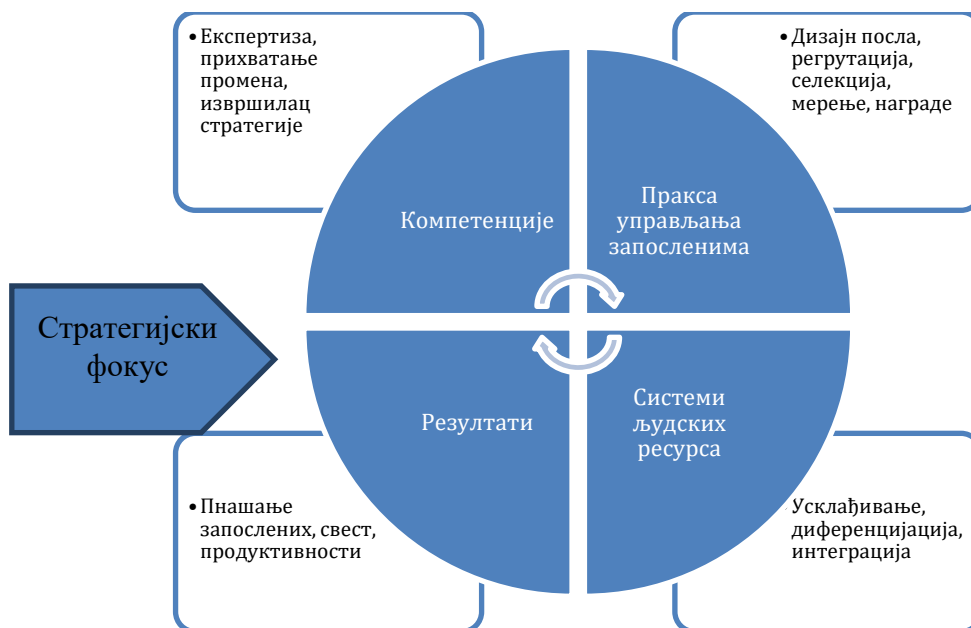 • Експертиза,
прихватање
промена,
извршилац
стратегије
• Дизајн посла,
регрутација,
селекција,
мерење, награде
Компетенције
Пракса
управљања
запосленима
Стратегијски
фокус
Резултати
Системи
људских
ресурса
• Пнашање
запослених, свест,
продуктивности
• Усклађивање,
диференцијација,
интеграција